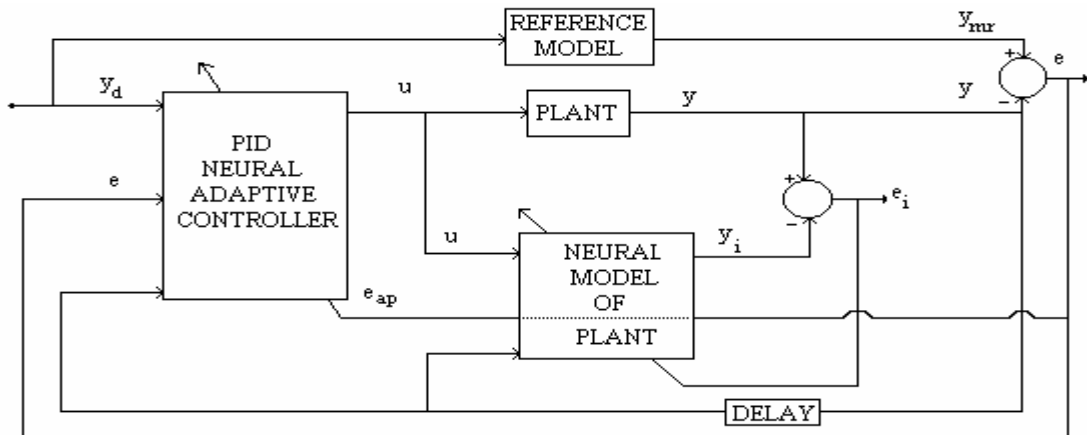 REFERENCE
MODEL
y_mr
+
e
y_d
u
PLANT
y
y
-
PID
NEURAL
ADAPTIVE
CONTROLLER
e
+
e_i
-
u
NEURAL
MODEL
OF
PLANT
y_i
e_ap
DELAY